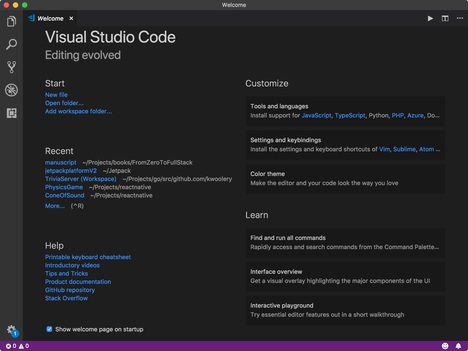 Welcome
Welcome
Visual Studio Code
Editing evolved
Start
New file
Open folder...
Add workspace folder...
Recent
manuscript ~/Projects/books/FromZeroToFullStack
jetpackplatformV2 ~/Jetpack
TriviaServer (Workspace) ~/Projects/go/src/github.com/kwoolery
PhysicsGame ~/Projects/reactnative
ConeOfSound ~/Projects/reactnative
More... (^R)
Help
Printable keyboard cheatsheet
Introductory videos
Tips and Tricks
Product documentation
GitHub repository
Stack Overflow
Show welcome page on startup
Customize
Tools and languages
Install support for JavaScript, TypeScript, Python, PHP, Azure, Do...
Settings and keybindings
Install the settings and keyboard shortcuts of Vim, Sublime, Atom ...
Color theme
Make the editor and your code look the way you love
Learn
Find and run all commands
Rapidly access and search commands from the Command Palette...
Interface overview
Get a visual overlay highlighting the major components of the UI
Interactive playground
Try essential editor features out in a short walkthrough
1
0 0